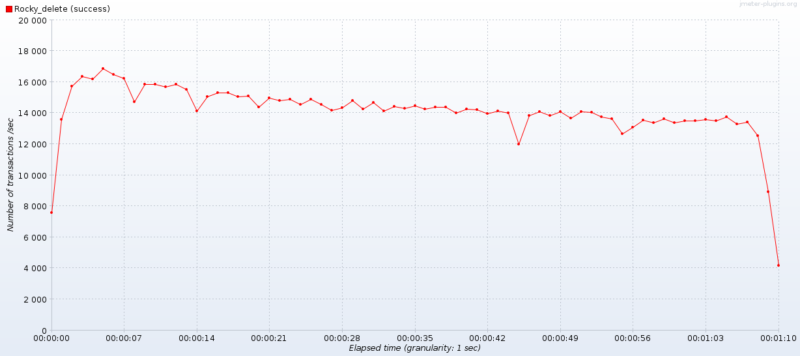 jmeter-plugins.org
Rocky_delete (success)
20 000
18 000
16 000
14 000
12 000
10 000
8 000
6 000
4 000
2 000
0
Number of transactions /sec
00:00:00 00:00:07 00:00:14 00:00:21 00:00:28 00:00:35 00:00:42 00:00:49 00:00:56 00:01:03 00:01:10
Elapsed time (granularity: 1 sec)